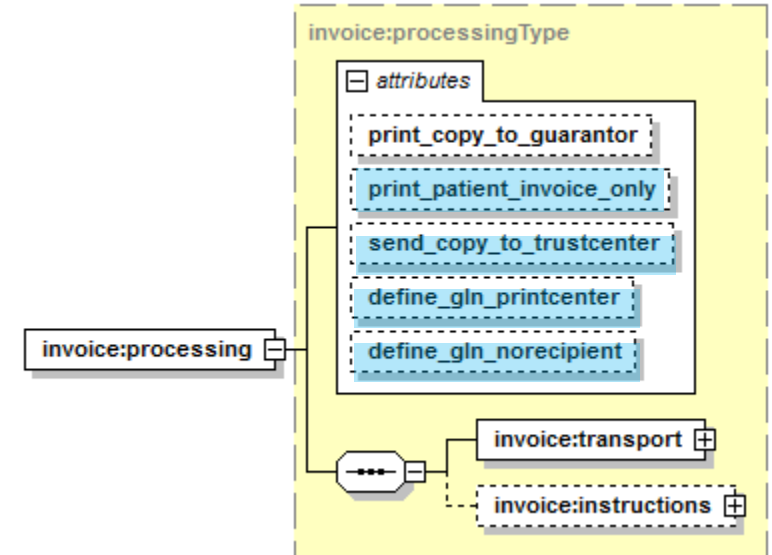 invoice:processingType
attributes
print_copy_to_guarantor
print_patient_invoice_only
send_copy_to_trustcenter
define_gln_printcenter
define_gln_norecipient
invoice:processing
invoice:transport
invoice:instructions